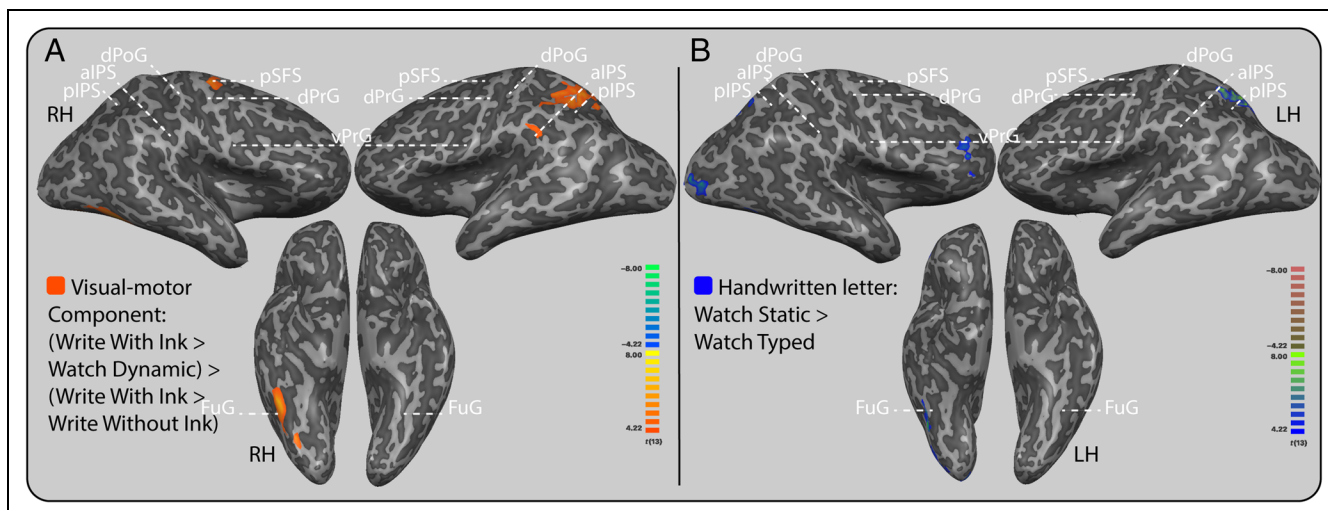 A
dPoG
aIPS
pIPS
RH
pSFS
dPrG
pSFS
dPrG
vPrG
dPoG
aIPS
pIPS
Visual-motor
Component:
(Write With Ink >
Watch Dynamic) >
(Write With Ink >
Write Without Ink)
FuG
FuG
RH
-8.00
-4.22
8.00
4.22
t(13)
B
dPoG
aIPS
pIPS
pSFS
dPrG
pSFS
dPrG
vPrG
dPoG
aIPS
pIPS
LH
Handwritten letter:
Watch Static >
Watch Typed
FuG
FuG
LH
-8.00
-4.22
8.00
4.22
t(13)